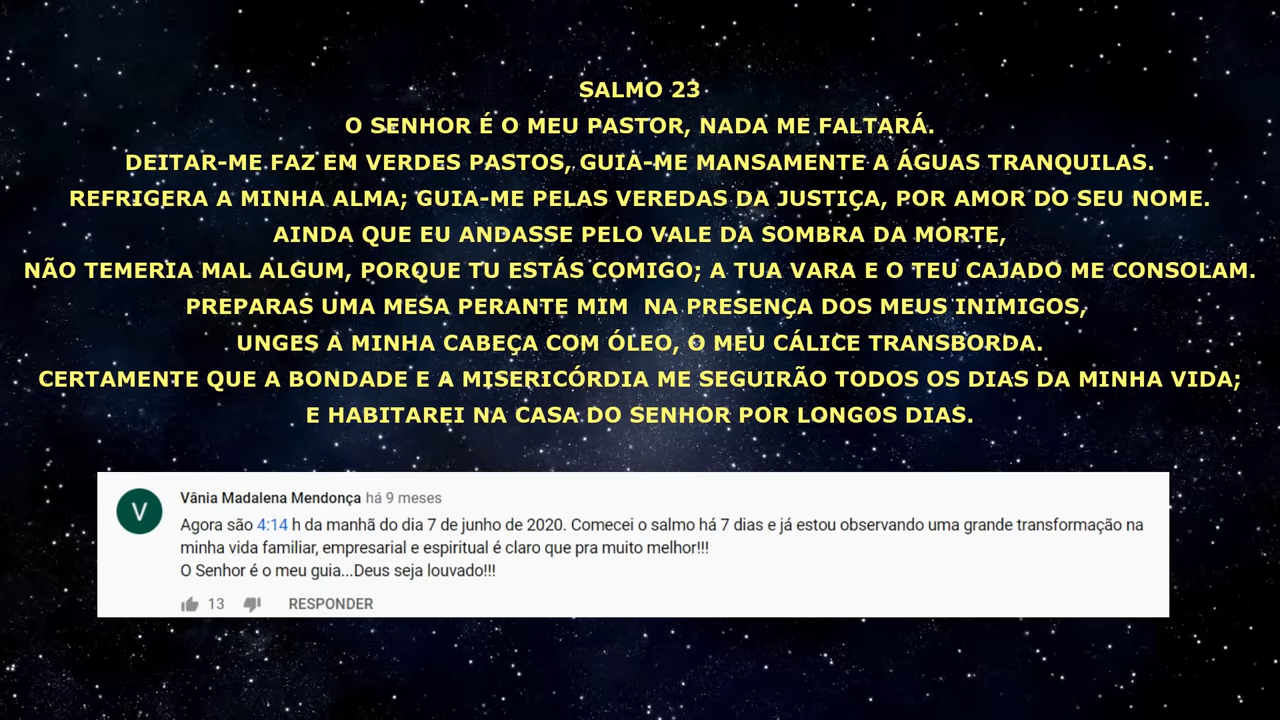 SALMO 23
O SENHOR É O MEU PASTOR, NADA ME FALTARÁ.
DEITAR-ME FAZ EM VERDES PASTOS, GUIA-ME MANSAMENTE A ÁGUAS TRANQUILAS.
REFRIGERA A MINHA ALMA; GUIA-ME PELAS VEREDAS DA JUSTIÇA, POR AMOR DO SEU NOME.
AINDA QUE EU ANDASSE PELO VALE DA SOMBRA DA MORTE,
NÃO TEMERIA MAL ALGUM, PORQUE TU ESTÁS COMIGO; A TUA VARA E O TEU CAJADO ME CONSOLAM.
PREPARAS UMA MESA PERANTE MIM  NA PRESENÇA DOS MEUS INIMIGOS,
UNGES A MINHA CABEÇA COM ÓLEO, O MEU CÁLICE TRANSBORDA.
CERTAMENTE QUE A BONDADE E A MISERICÓRDIA ME SEGUIRÃO TODOS OS DIAS DA MINHA VIDA;
E HABITAREI NA CASA DO SENHOR POR LONGOS DIAS.
V
Vânia Madalena Mendonça há 9 meses
Agora são 4:14 h da manhã do dia 7 de junho de 2020. Comecei o salmo há 7 dias e já estou observando uma grande transformação na
minha vida familiar, empresarial e espiritual é claro que pra muito melhor!!!
O Senhor é o meu guia...Deus seja louvado!!!
13 RESPONDER